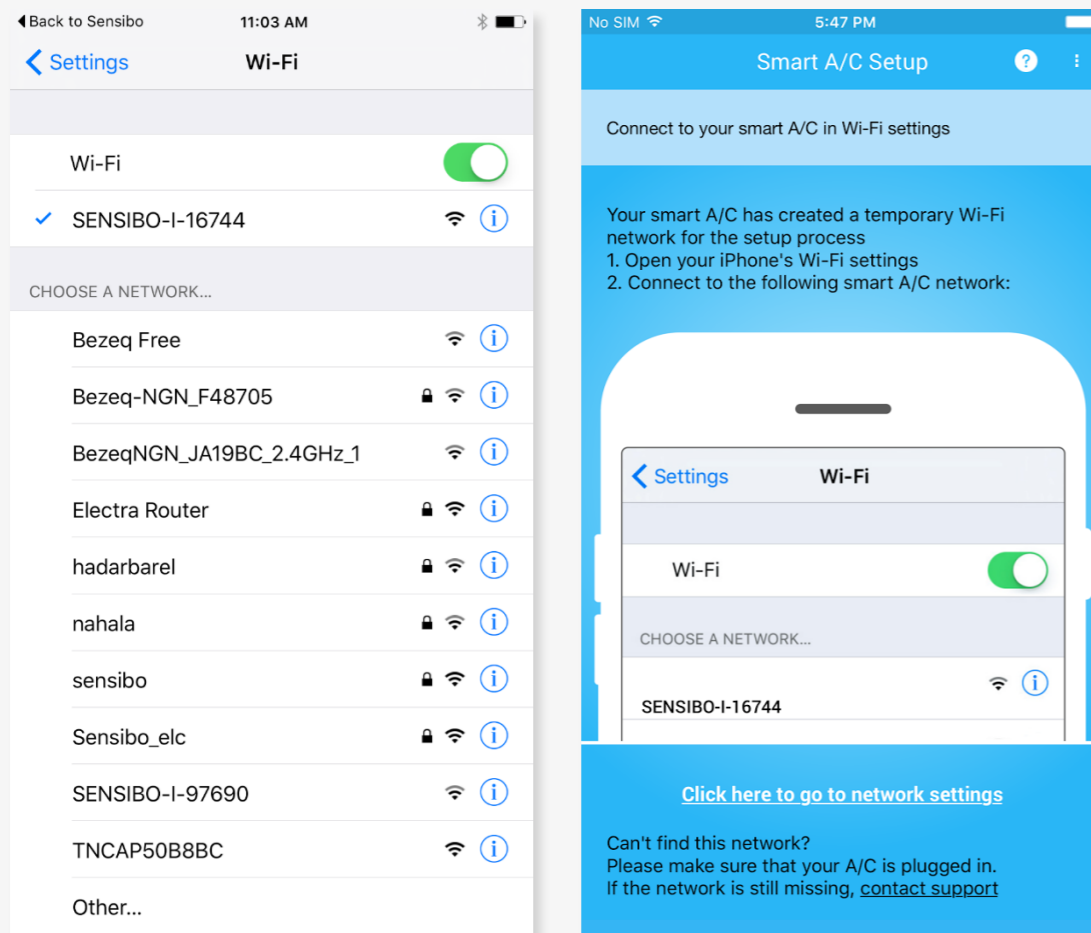 Back to Sensibo
11:03 AM
Settings
Wi-Fi
Wi-Fi
SENSIBO-I-16744
CHOOSE A NETWORK...
Bezeq Free
Bezeq-NGN_F48705
BezeqNGN_JA19BC_2.4GHz_1
Electra Router
hadarbarel
nahala
sensibo
Sensibo_elc
SENSIBO-I-97690
TNCAP50B8BC
Other...
No SIM
5:47 PM
Smart A/C Setup
?
Connect to your smart A/C in Wi-Fi settings
Your smart A/C has created a temporary Wi-Fi
network for the setup process
1. Open your iPhone's Wi-Fi settings
2. Connect to the following smart A/C network:
Settings
Wi-Fi
Wi-Fi
CHOOSE A NETWORK...
SENSIBO-I-16744
Click here to go to network settings
Can't find this network?
Please make sure that your A/C is plugged in.
If the network is still missing, contact support